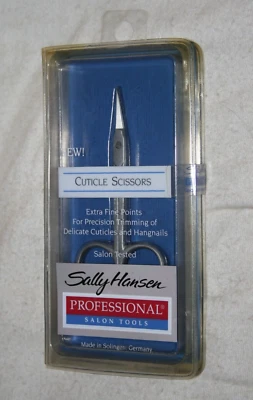 EW!
CUTICLE SCISSORS
Extra Fine Points
For Precision Trimming of
Delicate Cuticles and Hangnails
Salon Tested
Sally Hansen
PROFESSIONAL®
SALON TOOLS
Made in Solingen Germany